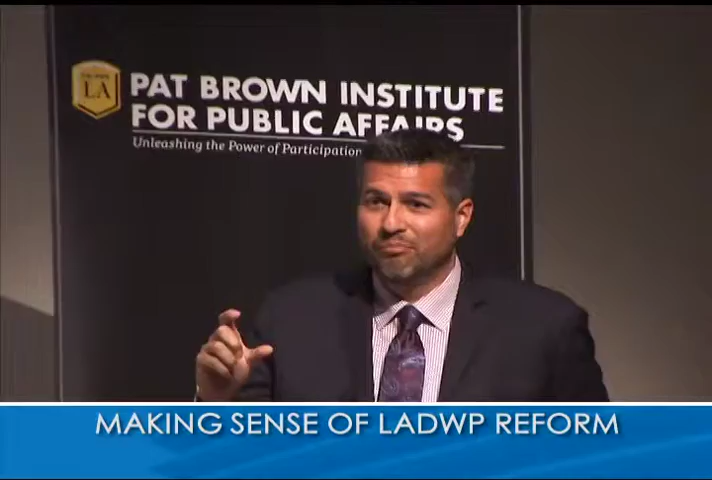 LA
PAT BROWN INSTITUTE
FOR PUBLIC AFFAIRS
Unleashing the Power of Participation
MAKING SENSE OF LADWP REFORM